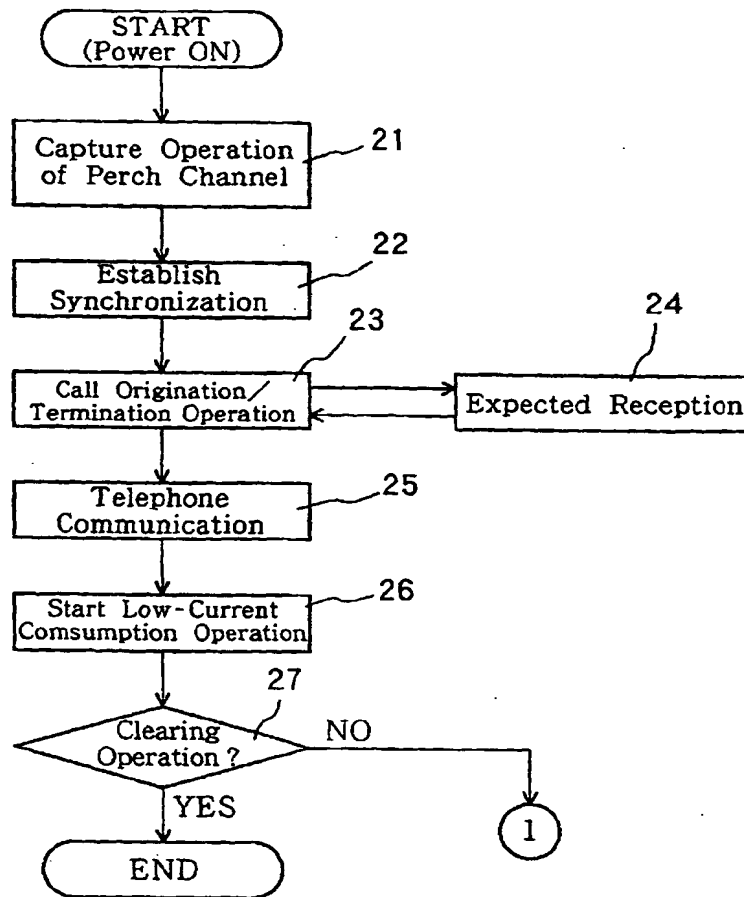 START
(Power ON)
21
Capture Operation
of Perch Channel
22
Establish
Synchronization
23
Call Origination/
Termination Operation
24
Expected Reception
25
Telephone
Communication
26
Start Low-Current
Comsumption Operation
27
Clearing
Operation ?
NO
YES
1
END